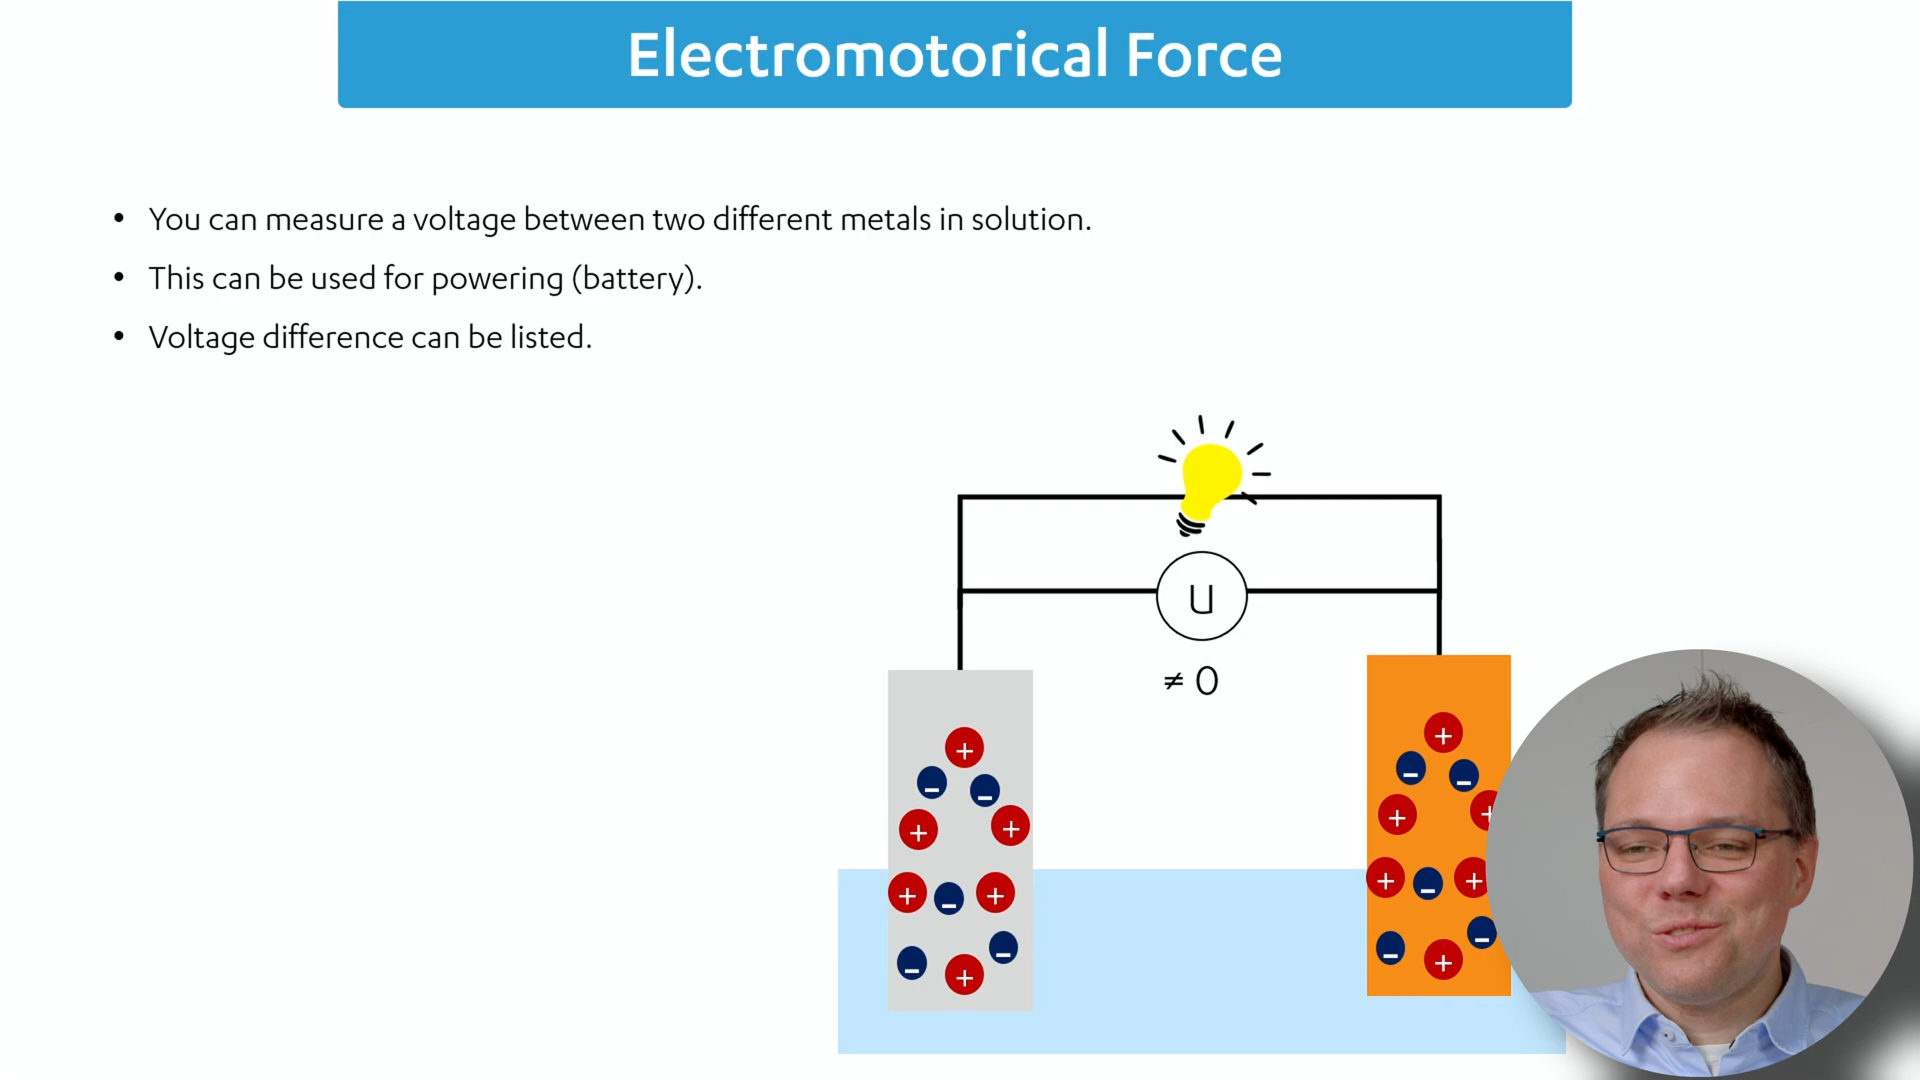 Electromotorical Force
• You can measure a voltage between two different metals in solution.
• This can be used for powering (battery).
• Voltage difference can be listed.
U
≠ 0
+
– –
+ +
+ – +
– –
+
+
– –
+ +
+ – +
– –
+